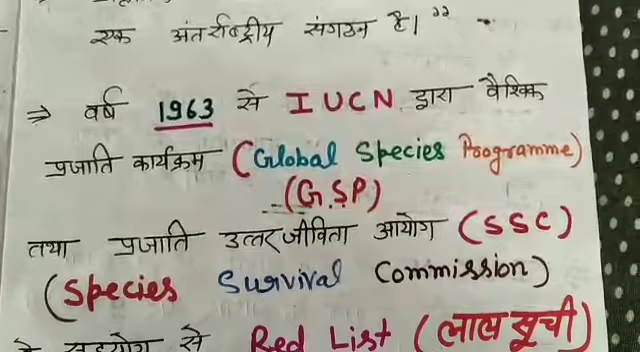 एक अंतर्राष्ट्रीय संगठन है।"
⇒ वर्ष 1963 से IUCN द्वारा वैश्विक
प्रजाति कार्यक्रम (Global Species Programme)
(G.S.P)
तथा प्रजाति उत्तरजीविता आयोग (SSC)
(Species Survival Commission)
के सहयोग से Red List (लाल सूची)